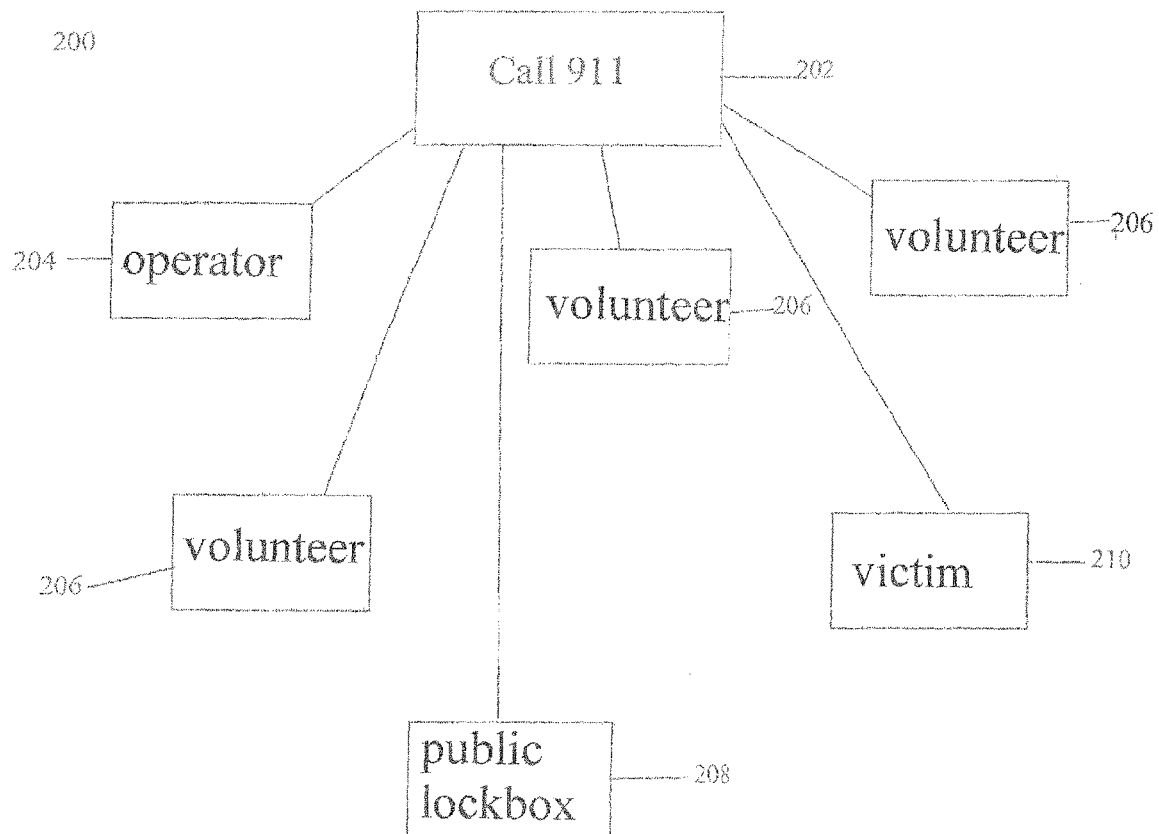 200
Call 911
202
volunteer
206
204
operator
volunteer
206
volunteer
206
victim
210
public
lockbox
208